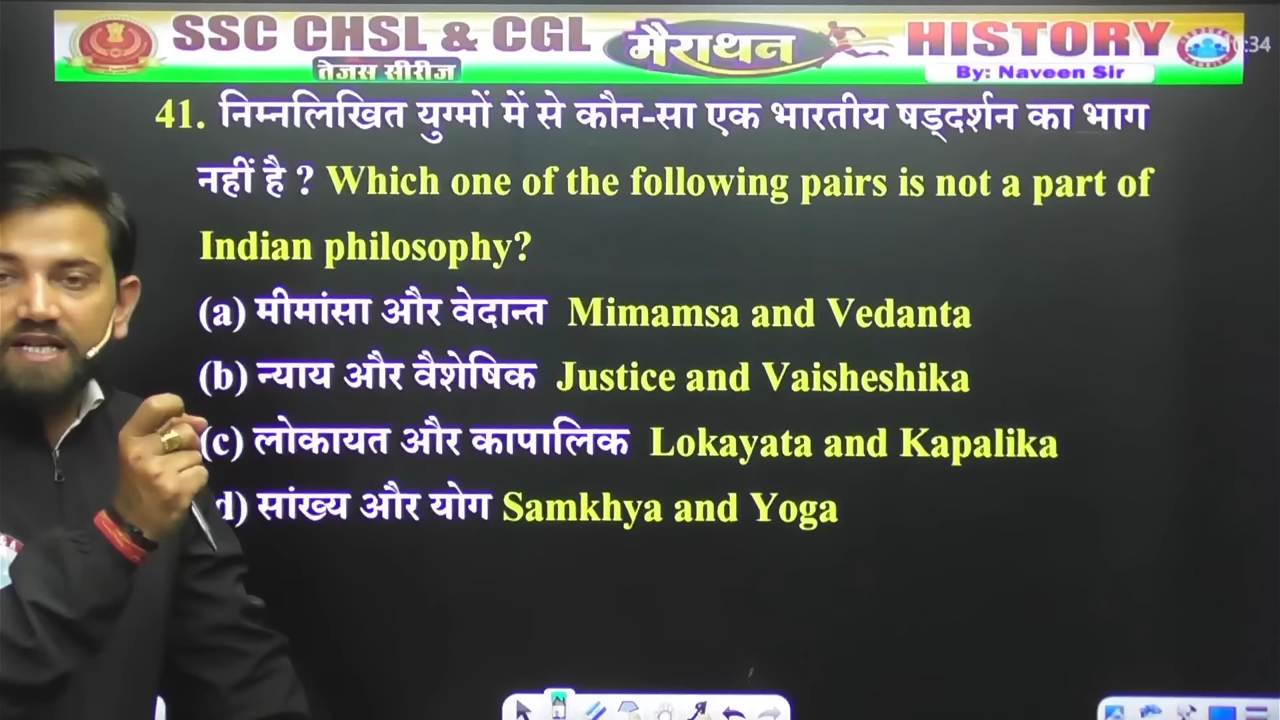 SSC CHSL & CGL मैराथन HISTORY
तेजस सीरीज By: Naveen Sir
41. निम्नलिखित युग्मों में से कौन-सा एक भारतीय षड्दर्शन का भाग
नहीं है ? Which one of the following pairs is not a part of
Indian philosophy?
(a) मीमांसा और वेदान्त Mimamsa and Vedanta
(b) न्याय और वैशेषिक Justice and Vaisheshika
(c) लोकायत और कापालिक Lokayata and Kapalika
d) सांख्य और योग Samkhya and Yoga